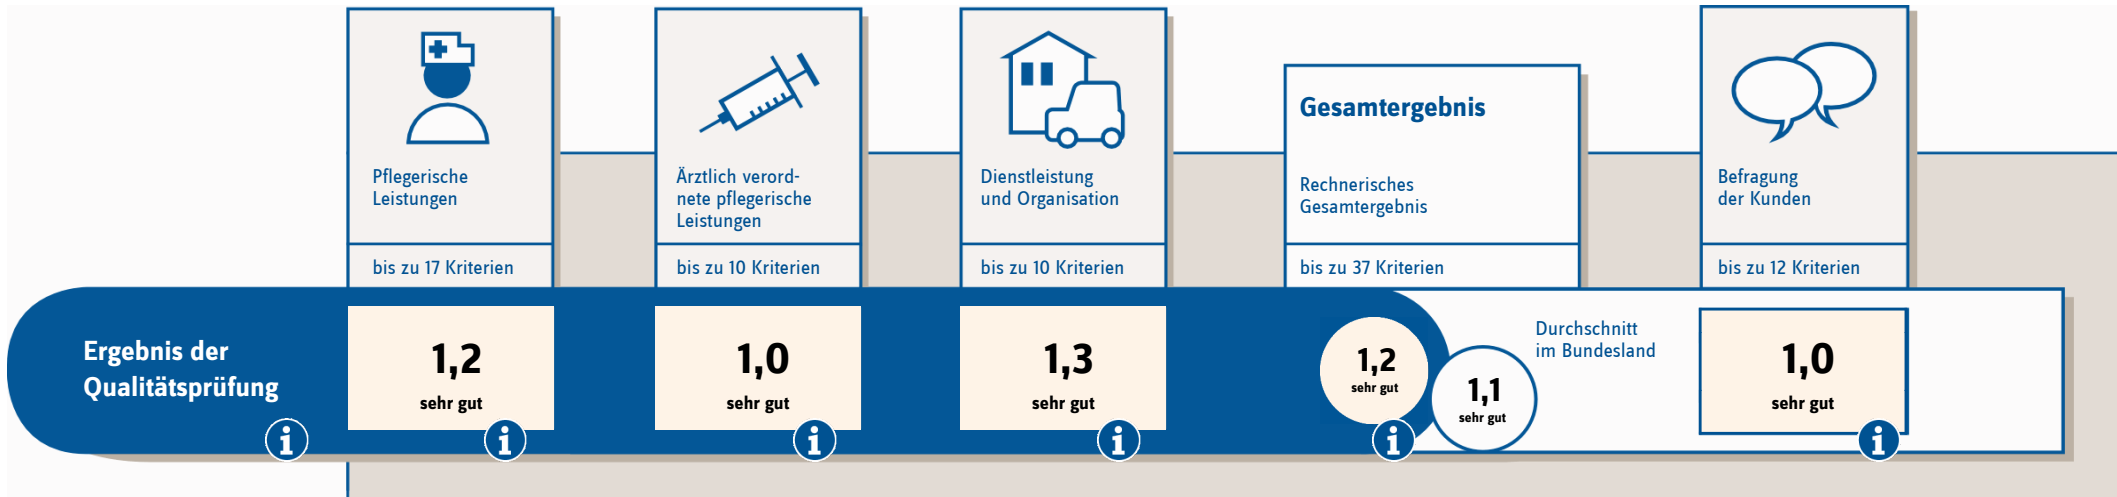 Pflegerische
Leistungen
bis zu 17 Kriterien
Ärztlich verord-
nete pflegerische
Leistungen
bis zu 10 Kriterien
Dienstleistung
und Organisation
bis zu 10 Kriterien
Gesamtergebnis
Rechnerisches
Gesamtergebnis
bis zu 37 Kriterien
Befragung
der Kunden
bis zu 12 Kriterien
Ergebnis der
Qualitätsprüfung
i
1,2
sehr gut
i
1,0
sehr gut
i
1,3
sehr gut
i
1,2
sehr gut
i
1,1
sehr gut
Durchschnitt
im Bundesland
1,0
sehr gut
i